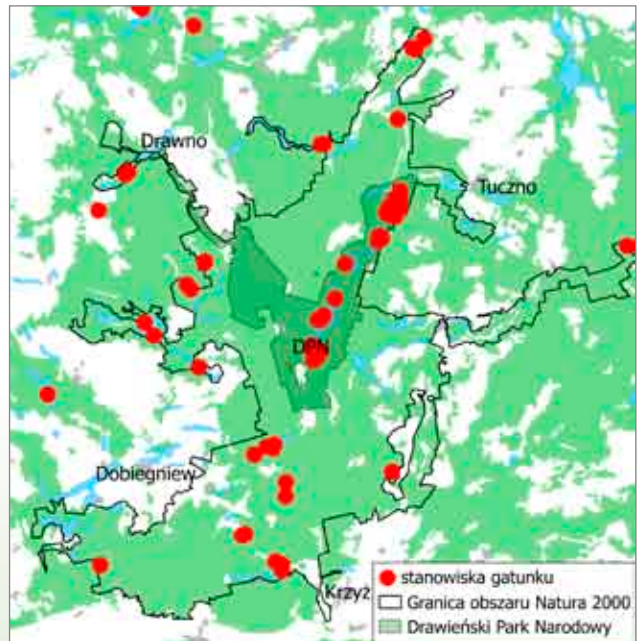 Drawno
Tuczno
DPN
Dobiegniew
Krzyż
stanowiska gatunku
Granica obszaru Natura 2000
Drawieński Park Narodowy